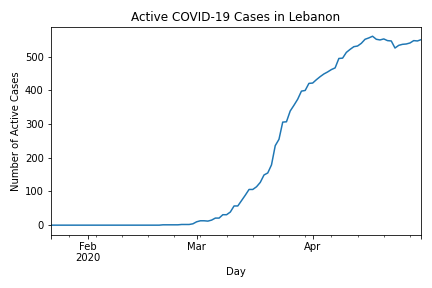 Active COVID-19 Cases in Lebanon
Number of Active Cases
500
400
300
200
100
0
Feb
2020
Mar
Apr
Day